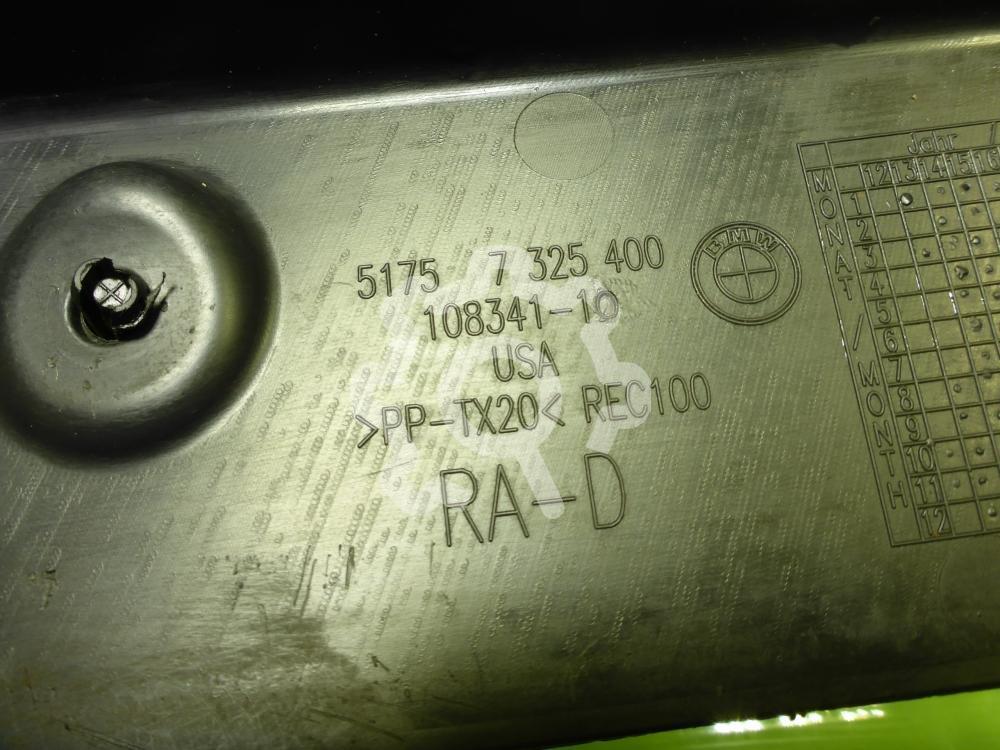 5175 7 325 400
108341-10
USA
>PP-TX20< REC100
RA-D
BMW
Jahr /
12 13 14 15 16
MONAT / MONTH
1
2
3
4
5
6
7
8
9
10
11
12